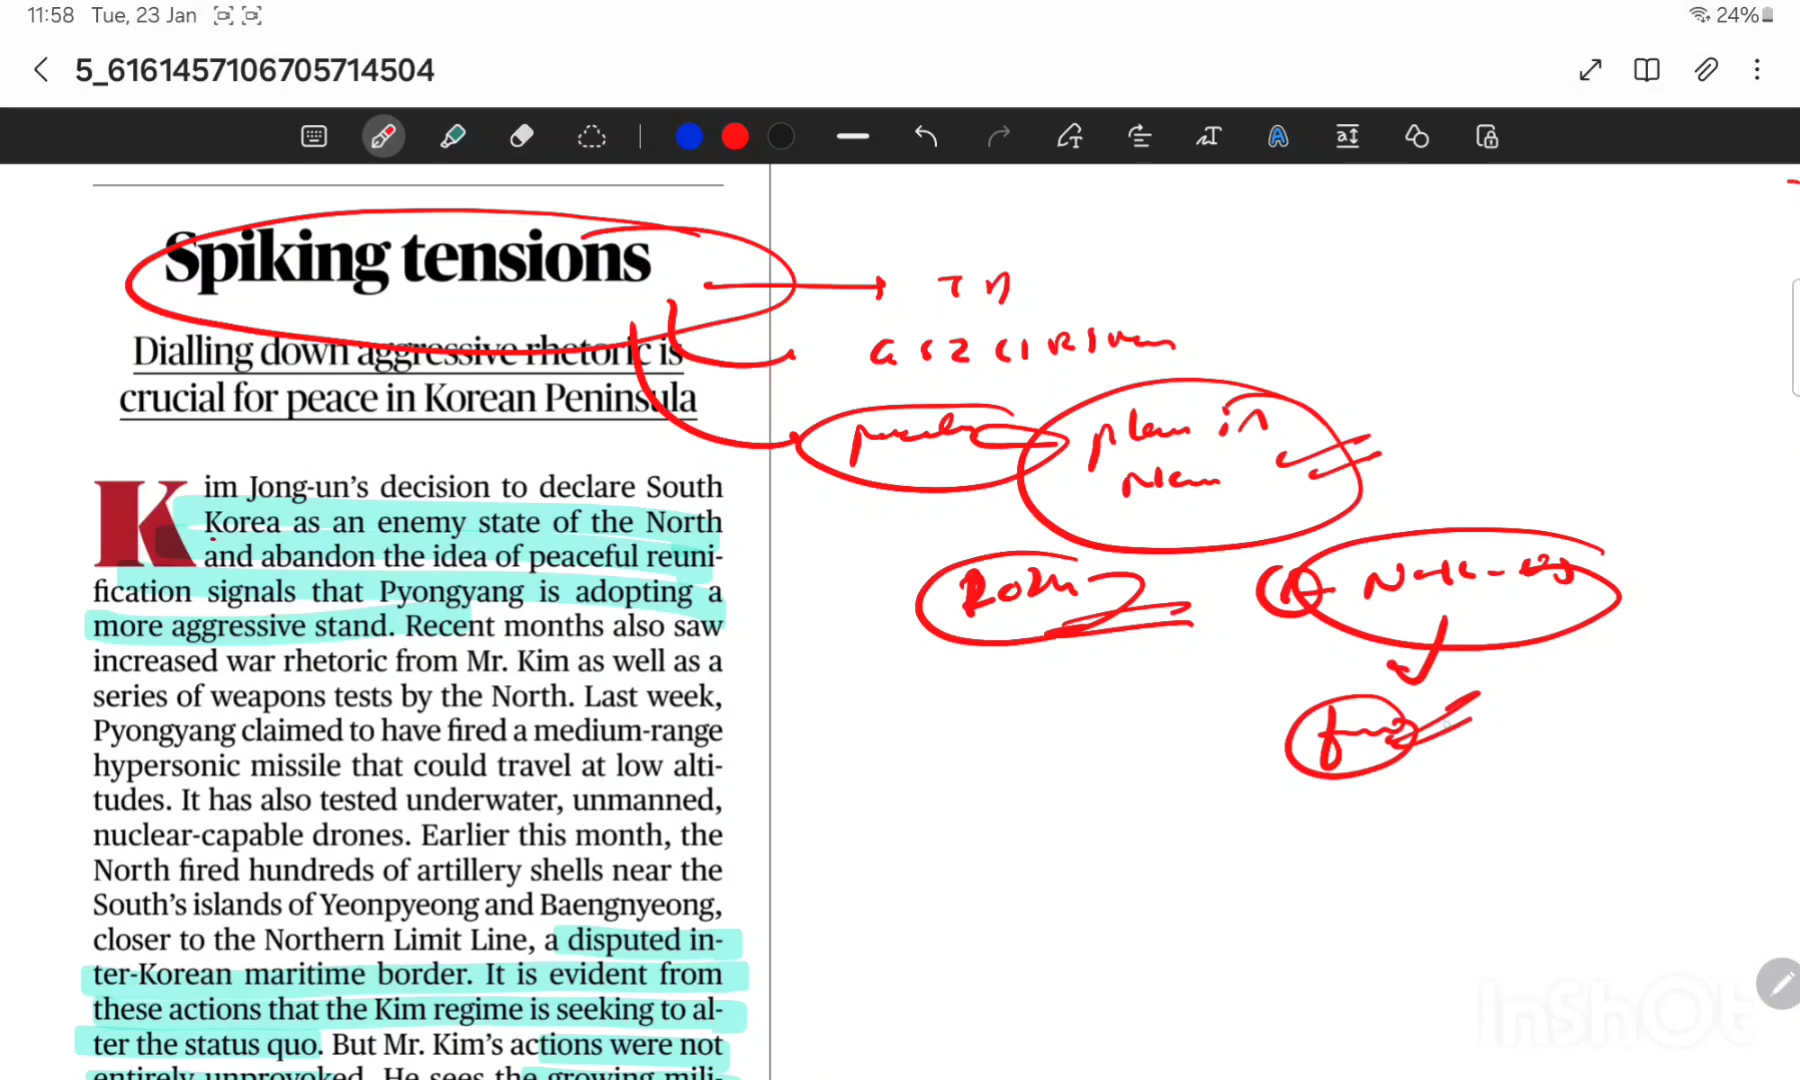 11:58 Tue, 23 Jan
24%
5_6161457106705714504
Spiking tensions
Dialling down aggressive rhetoric is
crucial for peace in Korean Peninsula
Kim Jong-un’s decision to declare South
Korea as an enemy state of the North
and abandon the idea of peaceful reuni-
fication signals that Pyongyang is adopting a
more aggressive stand. Recent months also saw
increased war rhetoric from Mr. Kim as well as a
series of weapons tests by the North. Last week,
Pyongyang claimed to have fired a medium-range
hypersonic missile that could travel at low alti-
tudes. It has also tested underwater, unmanned,
nuclear-capable drones. Earlier this month, the
North fired hundreds of artillery shells near the
South’s islands of Yeonpyeong and Baengnyeong,
closer to the Northern Limit Line, a disputed in-
ter-Korean maritime border. It is evident from
these actions that the Kim regime is seeking to al-
ter the status quo. But Mr. Kim’s actions were not
entirely unprovoked. He sees the growing mili-
InShOt